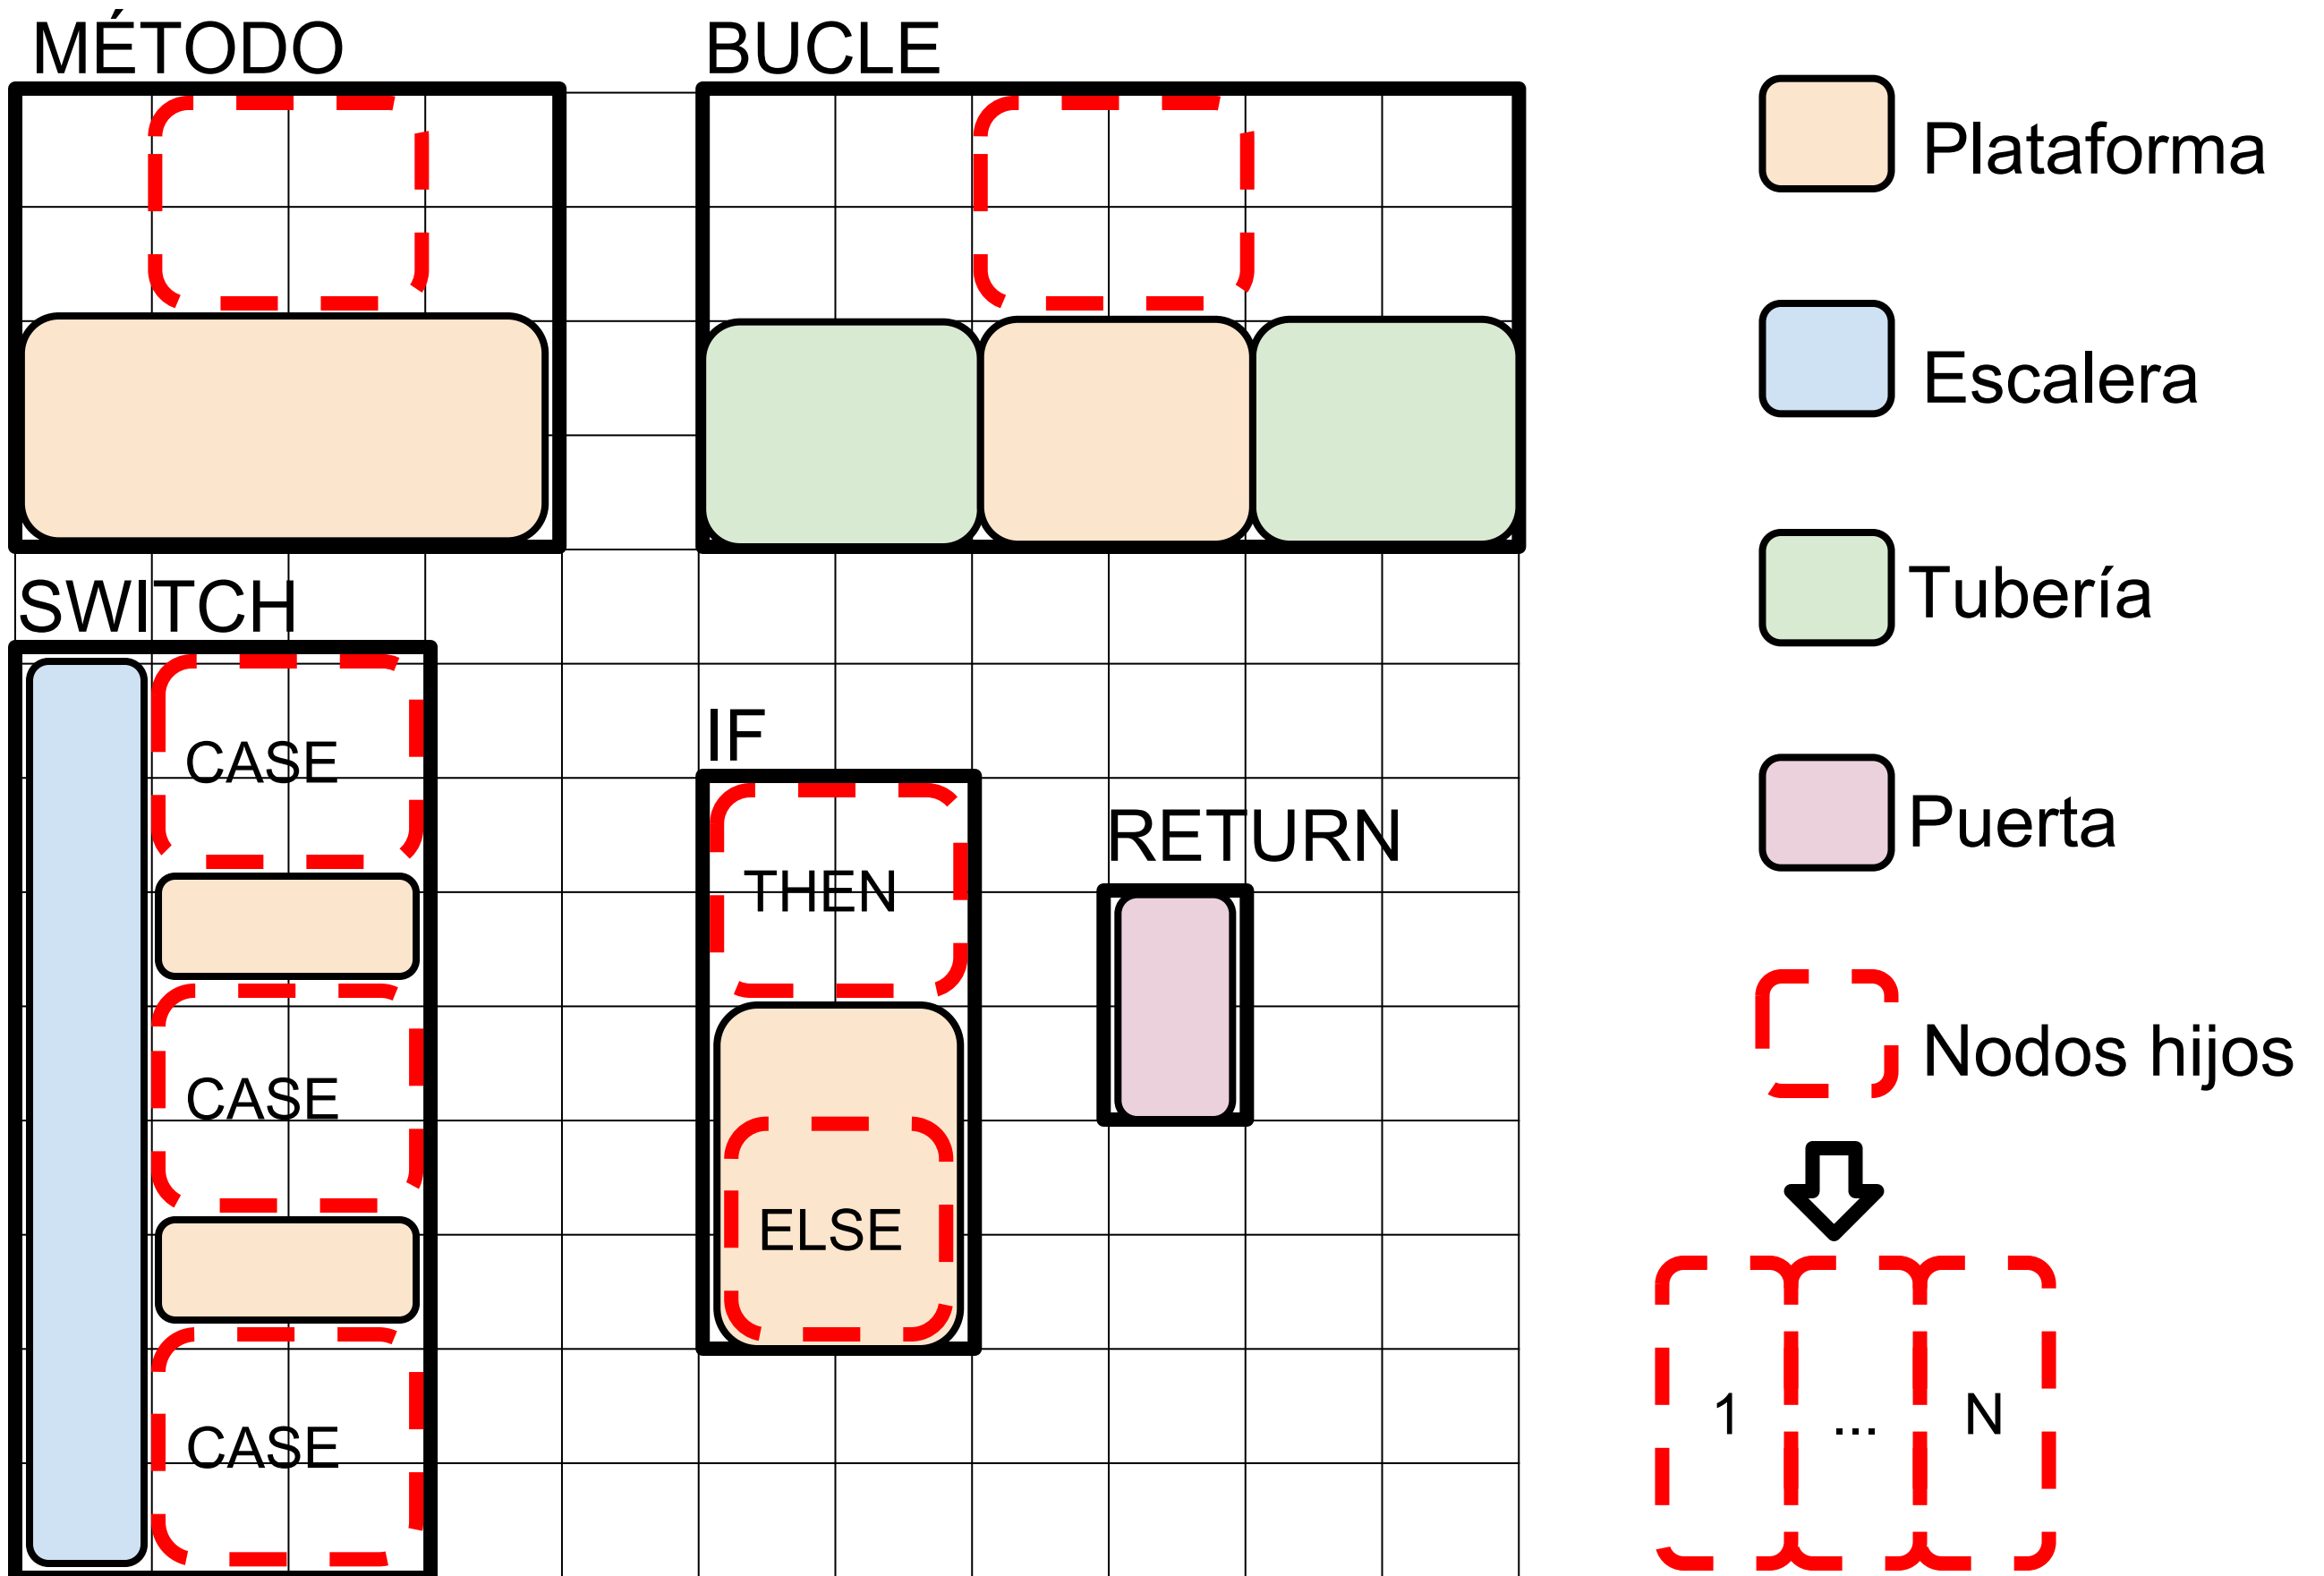 MÉTODO
BUCLE
SWITCH
CASE
CASE
CASE
IF
THEN
ELSE
RETURN
Plataforma
Escalera
Tubería
Puerta
Nodos hijos
1 ... N